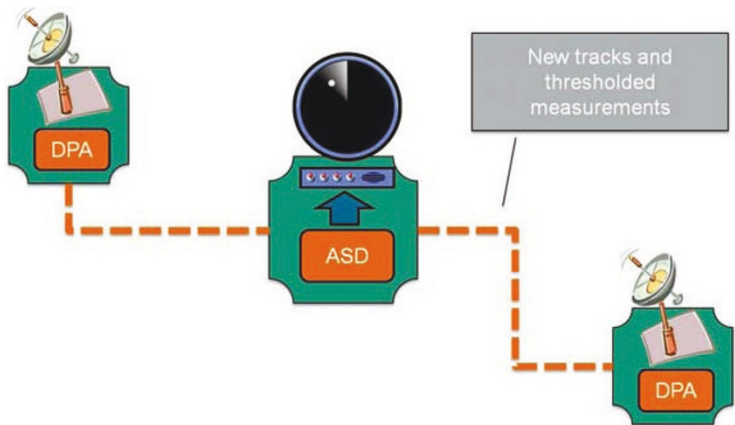 New tracks and
thresholded
measurements
DPA
ASD
DPA